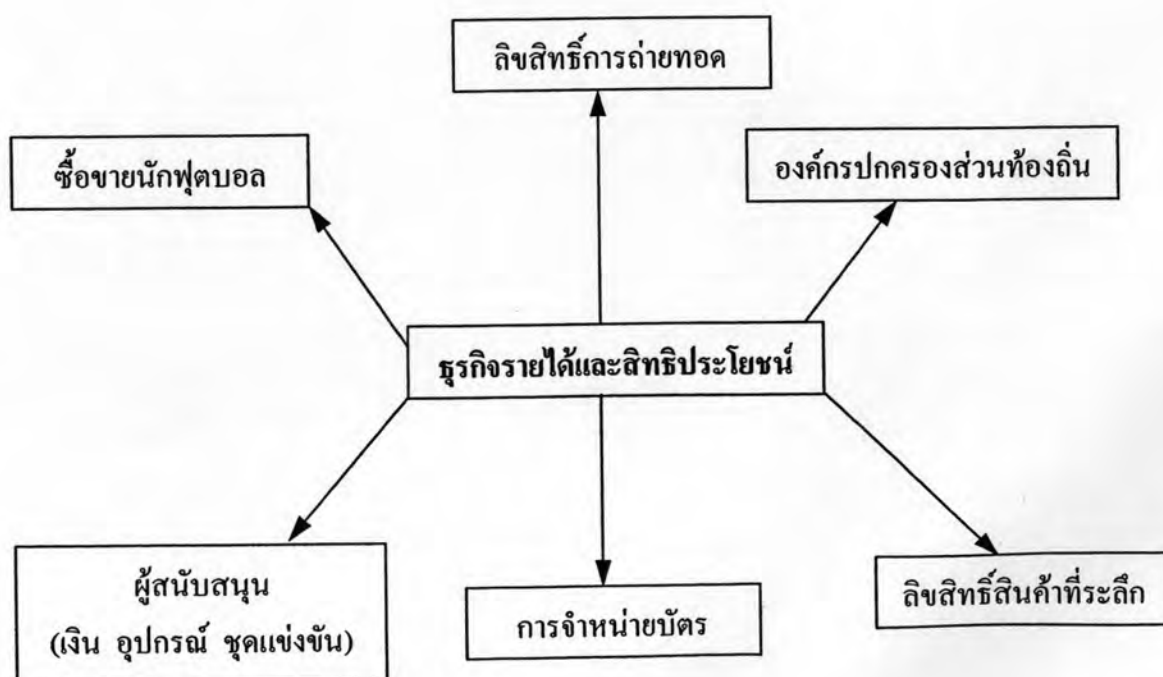 ลิขสิทธิ์การถ่ายทอด
ซื้อขายนักฟุตบอล
องค์กรปกครองส่วนท้องถิ่น
ธุรกิจรายได้และสิทธิประโยชน์
ผู้สนับสนุน
(เงิน อุปกรณ์ ชุดแข่งขัน)
การจำหน่ายบัตร
ลิขสิทธิ์สินค้าที่ระลึก